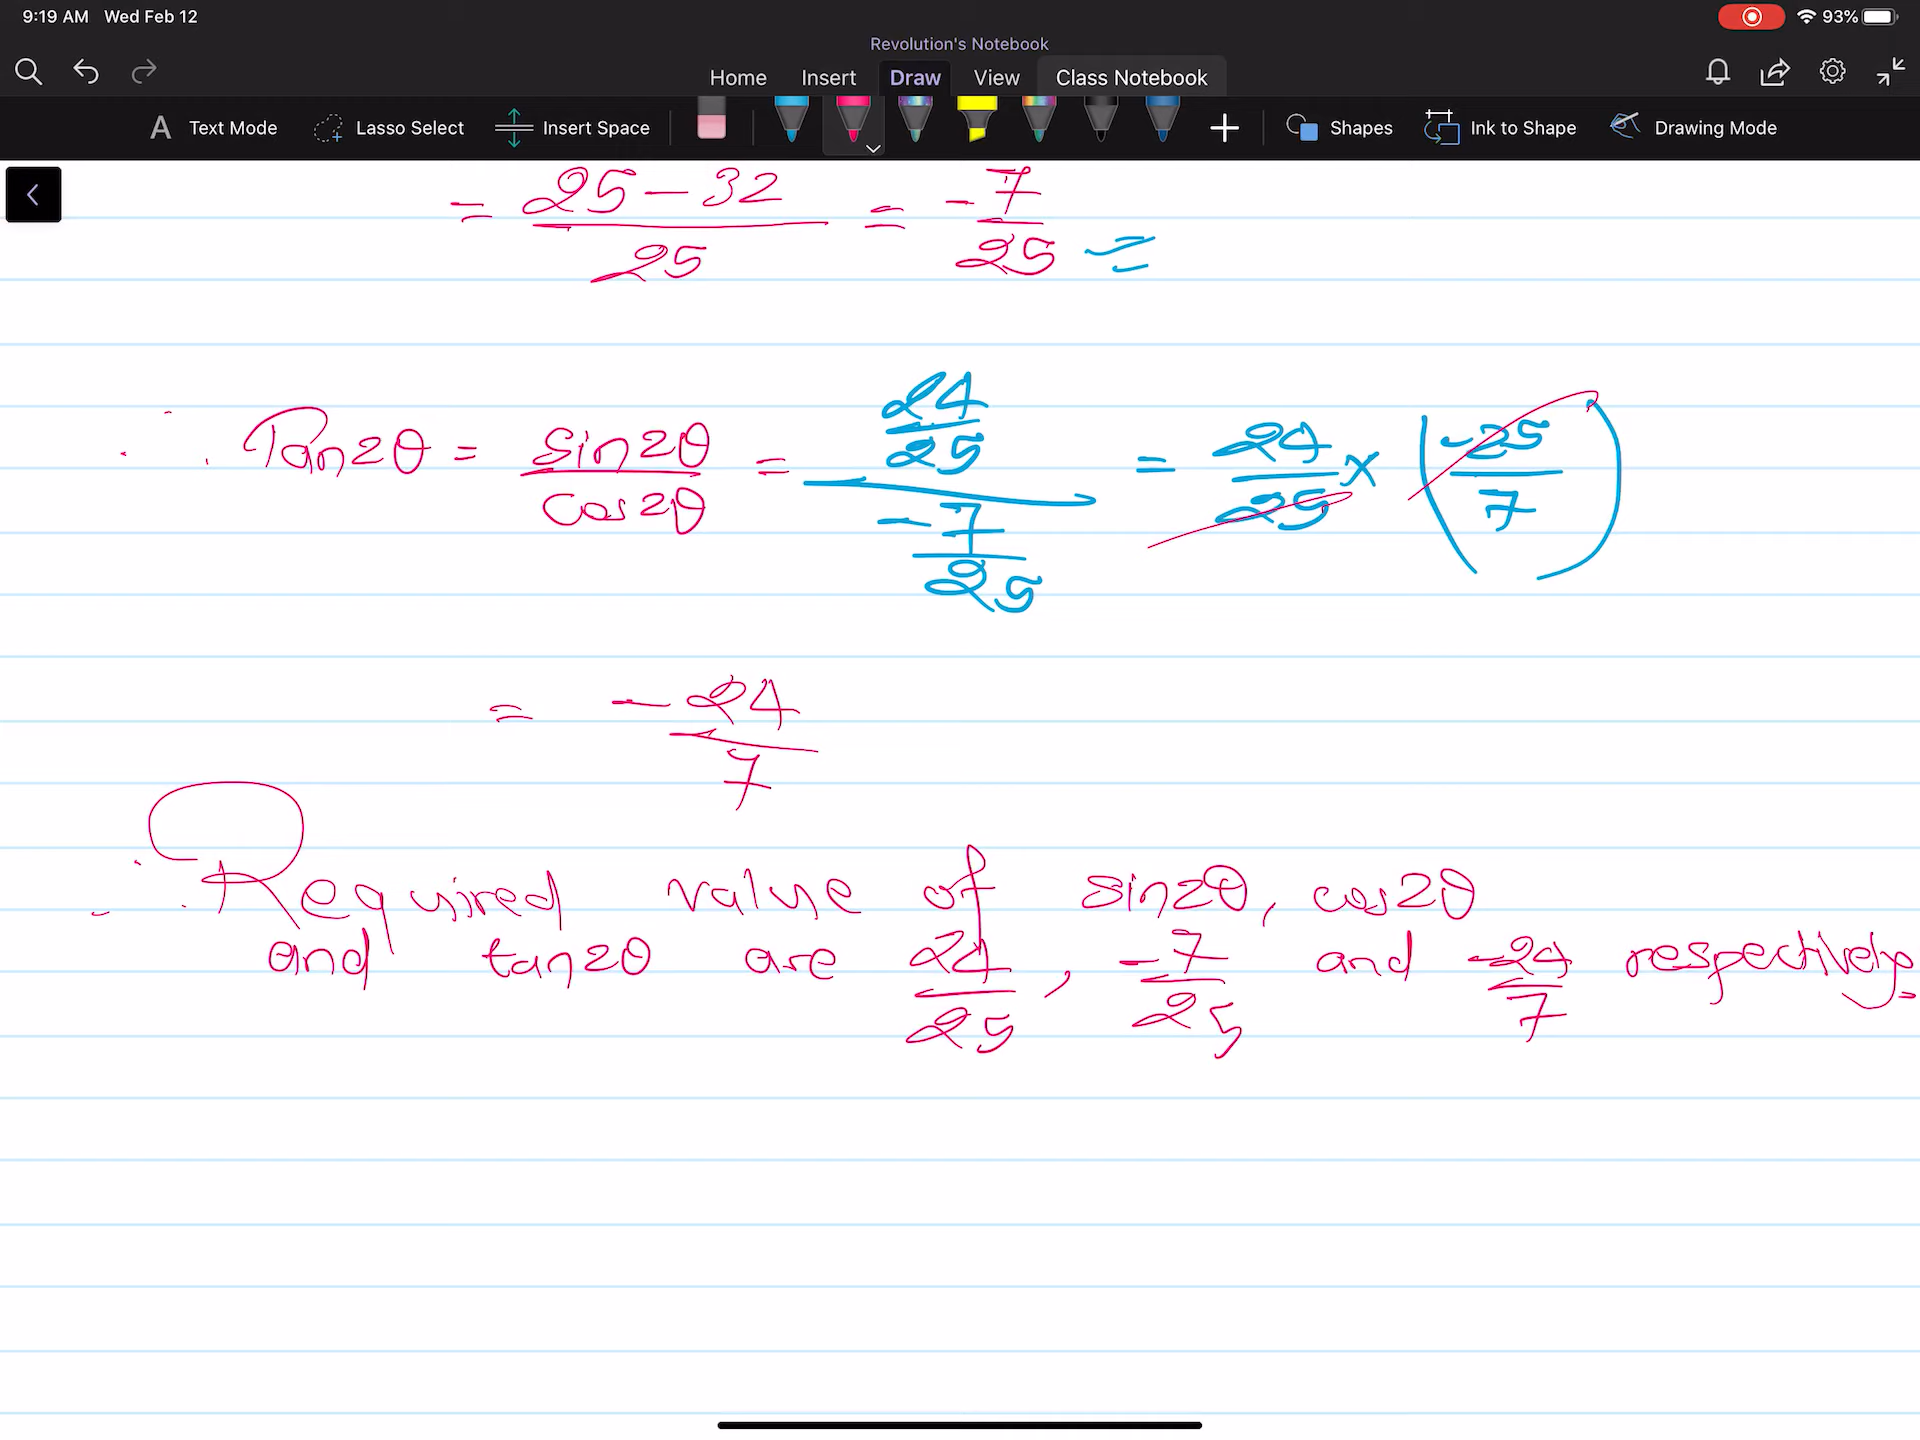 9:19 AM Wed Feb 12
93%
Revolution's Notebook
Home Insert Draw View Class Notebook
Text Mode Lasso Select Insert Space Shapes Ink to Shape Drawing Mode
= (25 - 32)/25 = -7/25
∴ Tan2θ = sin2θ/cos2θ = (24/25)/(-7/25) = 24/25 × (-25/7)
= -24/7
∴ Required value of sin2θ, cos2θ
and tan2θ are 24/25, -7/25 and -24/7 respectively.